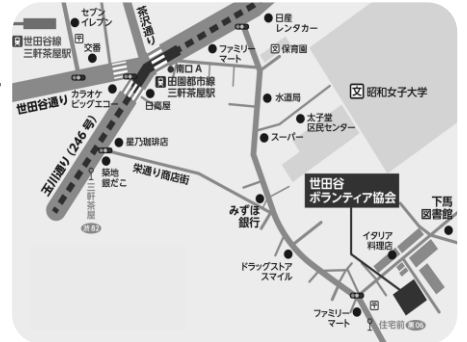 セブン
イレブン
茶沢通り
日産
レンタカー
世田谷線
三軒茶屋駅
交番
ファミリー
マート
保育園
南口A
田園都市線
三軒茶屋駅
文 昭和女子大学
世田谷通り
カラオケ
ビッグエコー
日高屋
水道局
太子堂
区民センター
玉川通り(246号)
星乃珈琲店
スーパー
築地
銀だこ
栄通り商店街
世田谷
ボランティア協会
三軒茶屋
渋82
みずほ
銀行
下馬
図書館
イタリア
料理店
ドラッグストア
スマイル
ファミリー
マート
住宅前